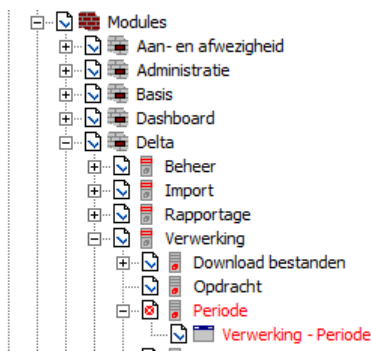 Modules
Aan- en afwezigheid
Administratie
Basis
Dashboard
Delta
Beheer
Import
Rapportage
Verwerking
Download bestanden
Opdracht
Periode
Verwerking - Periode